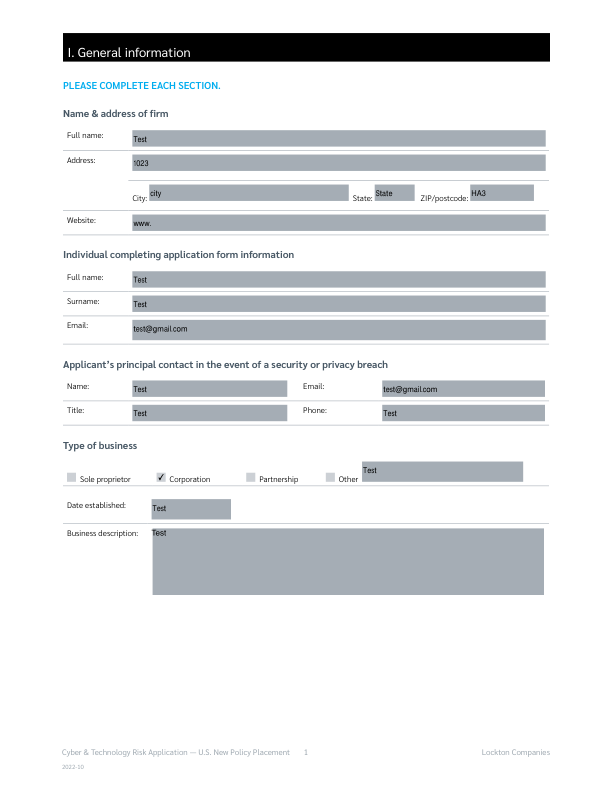 I. General information
PLEASE COMPLETE EACH SECTION.
Name & address of firm
Full name: Test
Address: 1023
City: city State: State ZIP/postcode: HA3
Website: www.
Individual completing application form information
Full name: Test
Surname: Test
Email: test@gmail.com
Applicant's principal contact in the event of a security or privacy breach
Name: Test Email: test@gmail.com
Title: Test Phone: Test
Type of business
Sole proprietor ✓ Corporation Partnership Other Test
Date established: Test
Business description: Test
Cyber & Technology Risk Application — U.S. New Policy Placement 1 Lockton Companies
2022-10